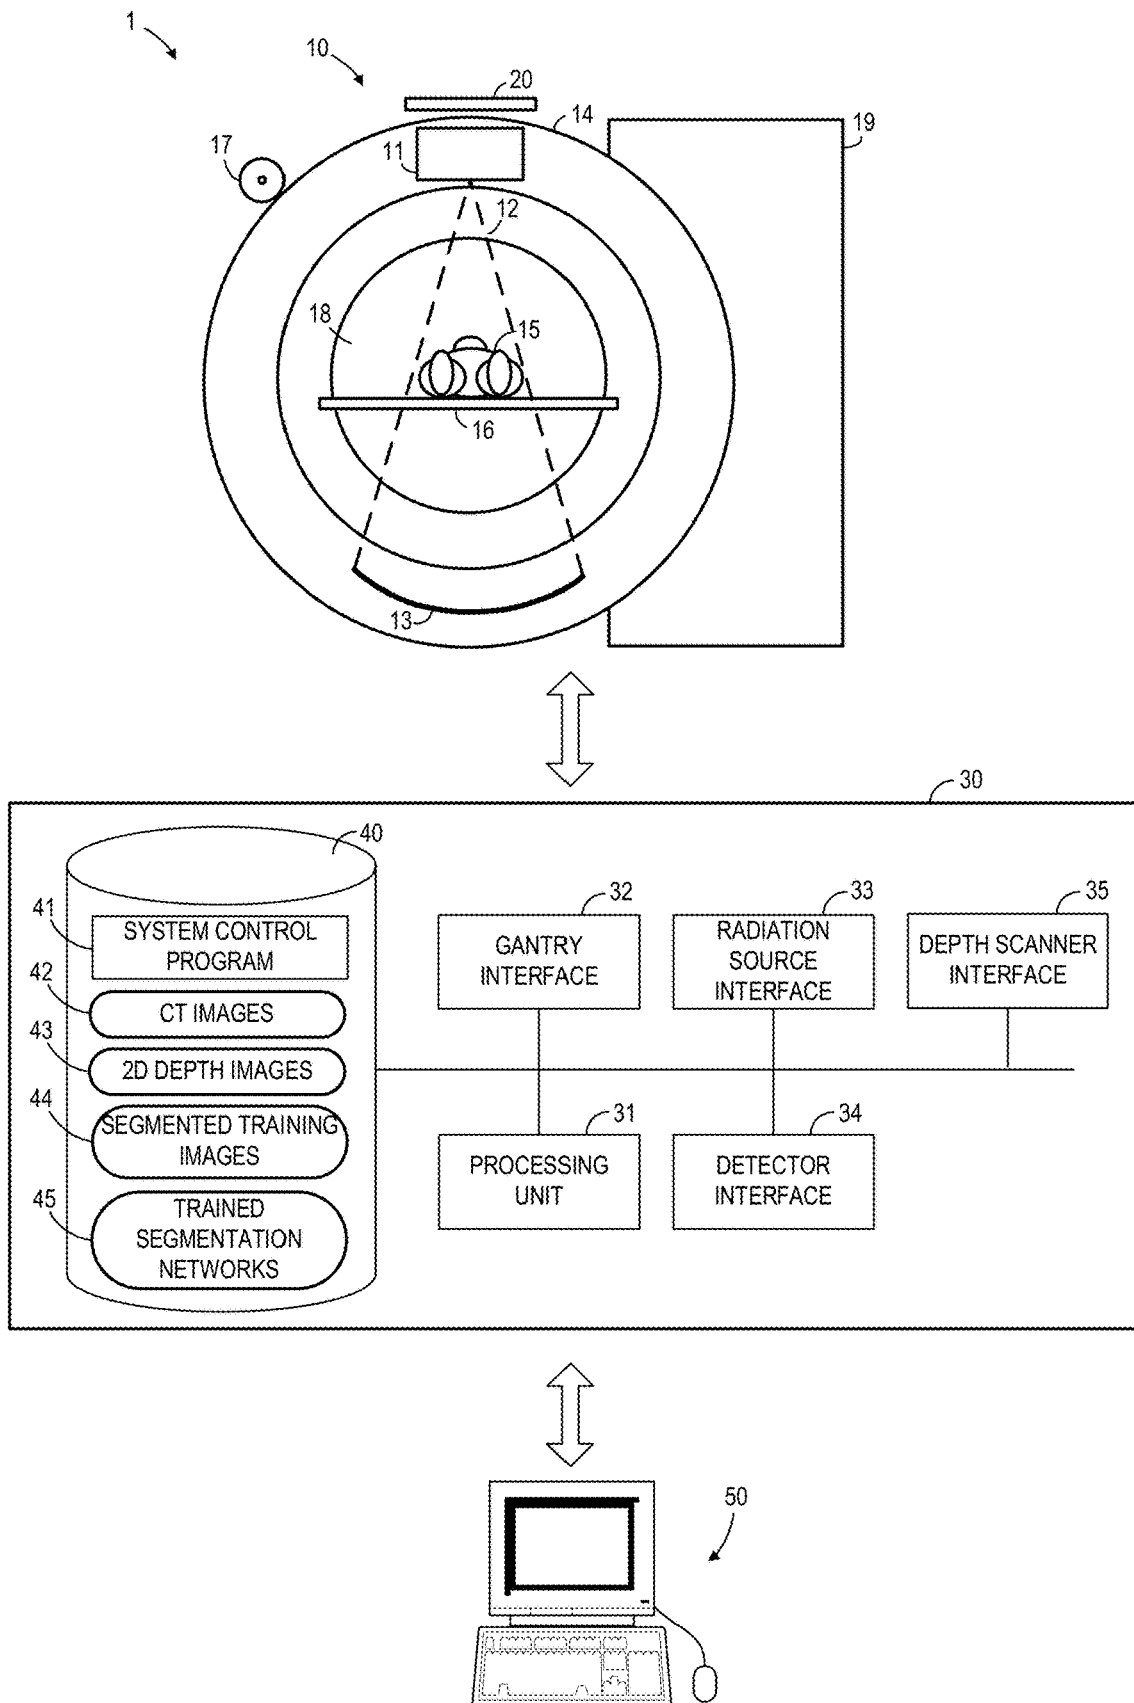 1
10
20
14
19
17
11
12
18
15
16
13
30
40
41
SYSTEM CONTROL
PROGRAM
42
CT IMAGES
43
2D DEPTH IMAGES
44
SEGMENTED TRAINING
IMAGES
45
TRAINED
SEGMENTATION
NETWORKS
32
GANTRY
INTERFACE
33
RADIATION
SOURCE
INTERFACE
35
DEPTH SCANNER
INTERFACE
31
PROCESSING
UNIT
34
DETECTOR
INTERFACE
50